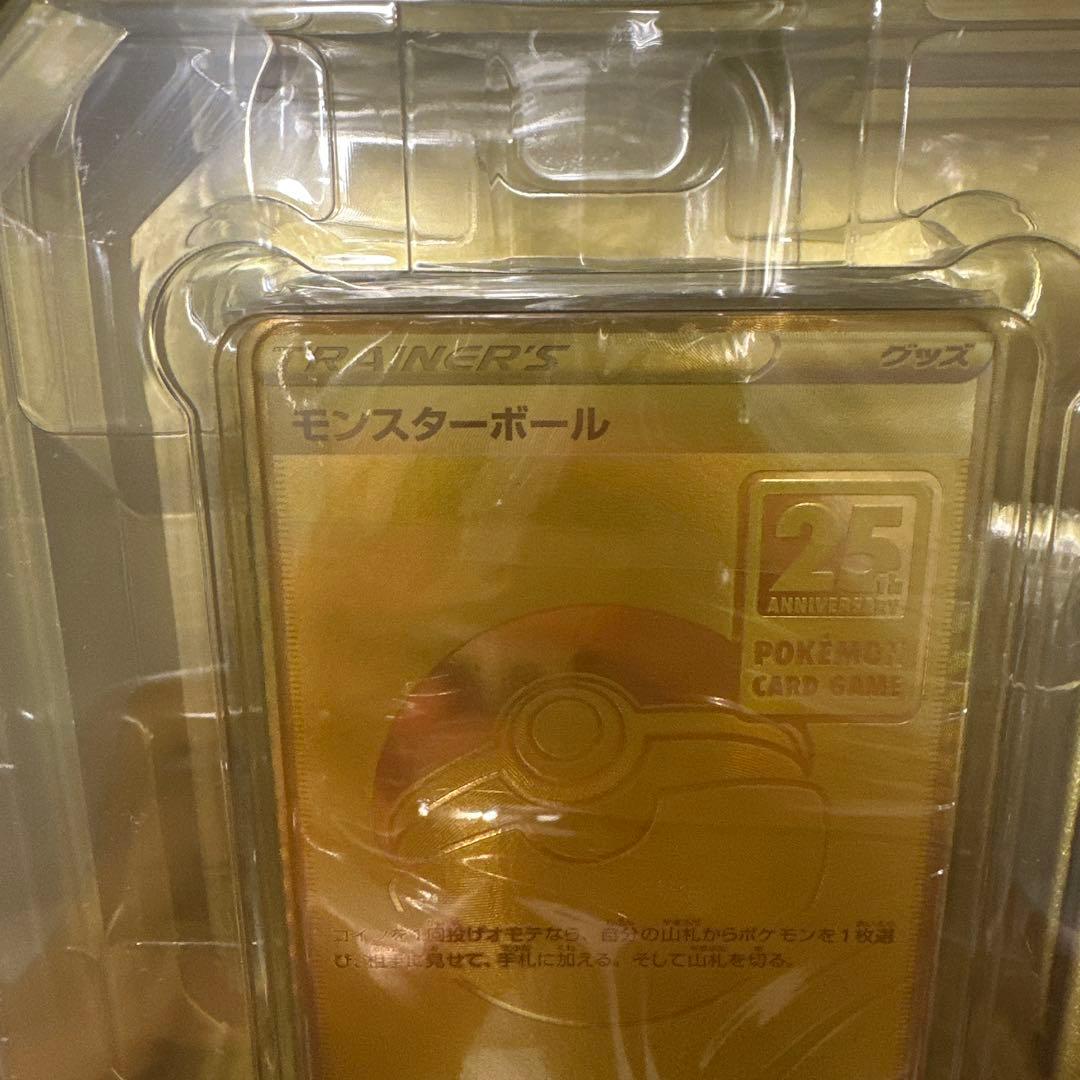 TRAINER'S
グッズ
モンスターボール
25th
ANNIVERSARY
POKÉMON
CARD GAME
コインを1回投げオモテなら、自分の山札からポケモンを1枚選
び、相手に見せて、手札に加える。そして山札を切る。